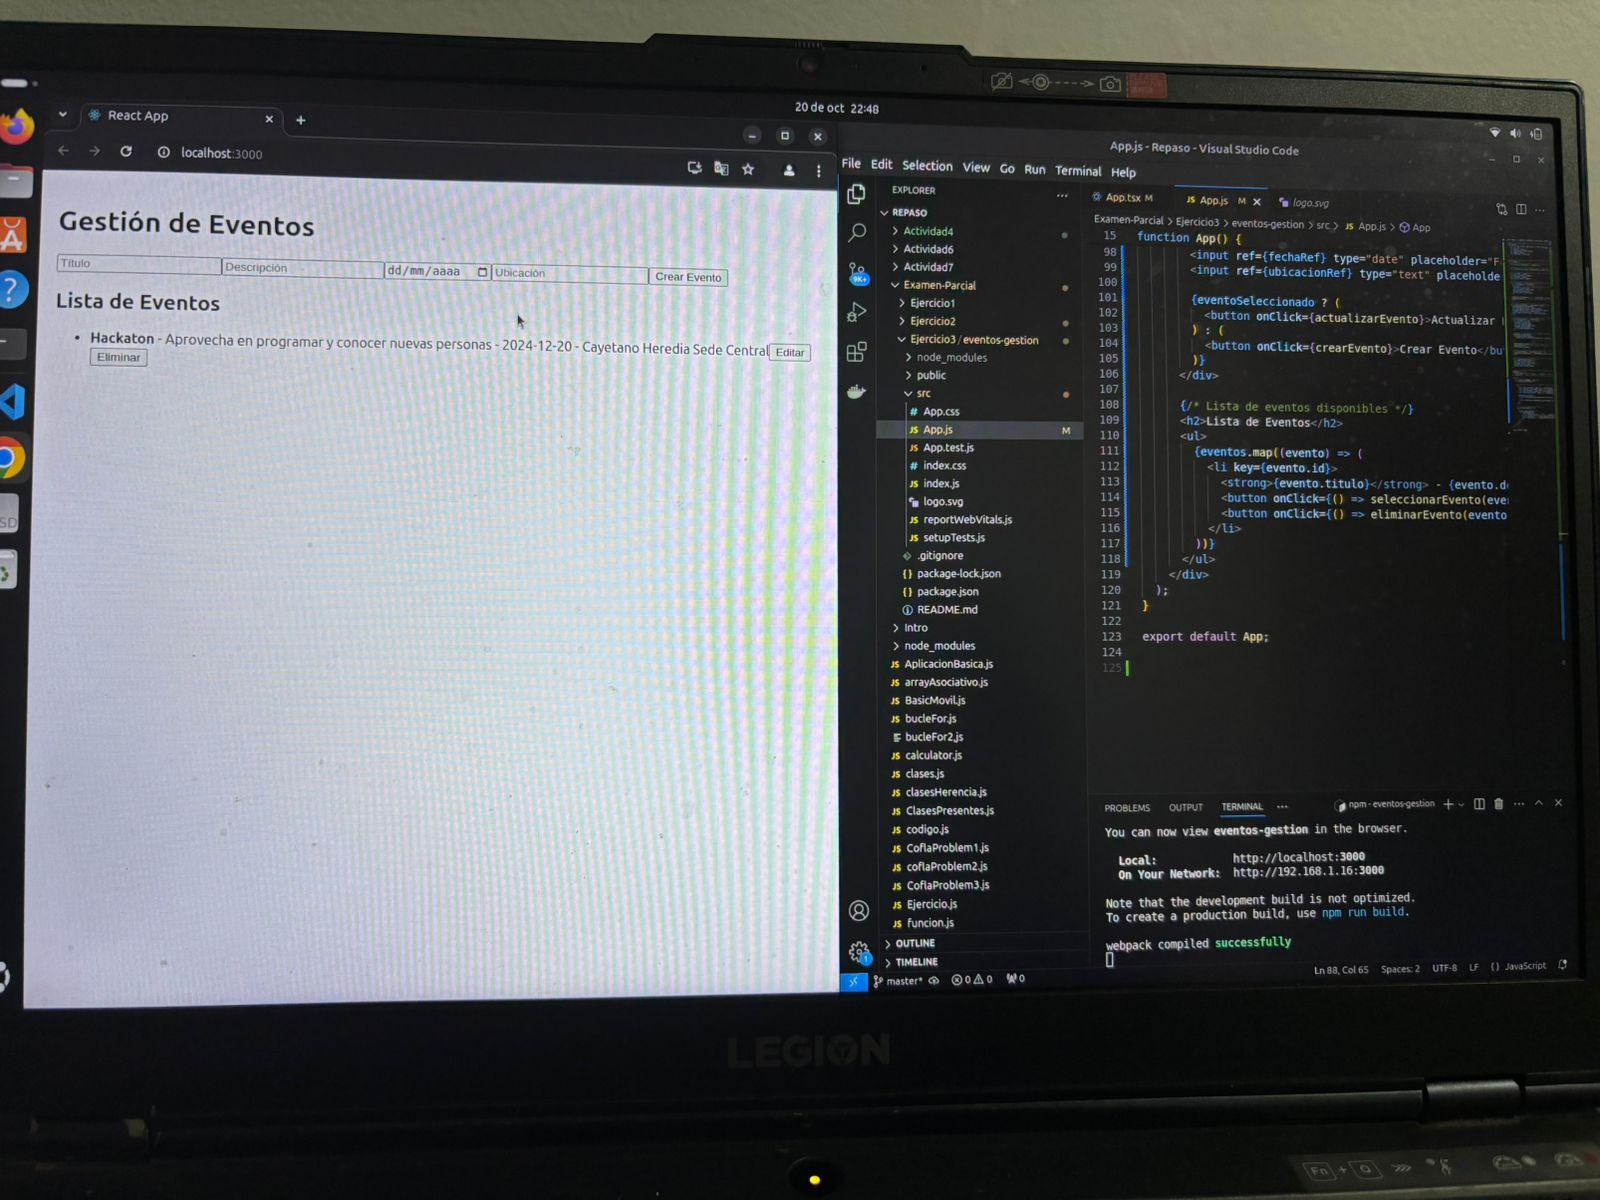 20 de oct 22:48
React App
localhost:3000
Gestión de Eventos
Título
Descripción
dd/mm/aaaa
Ubicación
Crear Evento
Lista de Eventos
Hackaton - Aprovecha en programar y conocer nuevas personas - 2024-12-20 - Cayetano Heredia Sede Central Editar
Eliminar
App.js - Repaso - Visual Studio Code
File Edit Selection View Go Run Terminal Help
EXPLORER
REPASO
Actividad4
Actividad6
Actividad7
Examen-Parcial
Ejercicio1
Ejercicio2
Ejercicio3/eventos-gestion
node_modules
public
src
App.css
App.js M
App.test.js
index.css
index.js
logo.svg
reportWebVitals.js
setupTests.js
.gitignore
package-lock.json
package.json
README.md
Intro
node_modules
AplicacionBasica.js
arrayAsociativo.js
BasicMovil.js
bucleFor.js
bucleFor2.js
calculator.js
clases.js
clasesHerencia.js
ClasesPresentes.js
codigo.js
CoflaProblem1.js
coflaProblem2.js
CoflaProblem3.js
Ejercicio.js
funcion.js
OUTLINE
TIMELINE
9K+
App.tsx M
App.js M
logo.svg
Examen-Parcial > Ejercicio3 > eventos-gestion > src > App.js > App
15 function App() {
98 <input ref={fechaRef} type="date" placeholder="F
99 <input ref={ubicacionRef} type="text" placeholde
100
101 {eventoSeleccionado ? (
102 <button onClick={actualizarEvento}>Actualizar
103 ) : (
104 <button onClick={crearEvento}>Crear Evento</bu
105 )}
106 </div>
107
108 {/* Lista de eventos disponibles */}
109 <h2>Lista de Eventos</h2>
110 <ul>
111 {eventos.map((evento) => (
112 <li key={evento.id}>
113 <strong>{evento.titulo}</strong> - {evento.d
114 <button onClick={() => seleccionarEvento(eve
115 <button onClick={() => eliminarEvento(evento
116 </li>
117 ))}
118 </ul>
119 </div>
120 );
121 }
122
123 export default App;
124
125
PROBLEMS OUTPUT TERMINAL npm - eventos-gestion
You can now view eventos-gestion in the browser.
Local: http://localhost:3000
On Your Network: http://192.168.1.16:3000
Note that the development build is not optimized.
To create a production build, use npm run build.
webpack compiled successfully
master* 0 0 0 Ln 88, Col 65 Spaces: 2 UTF-8 LF {} JavaScript
LEGION
Fn + Q